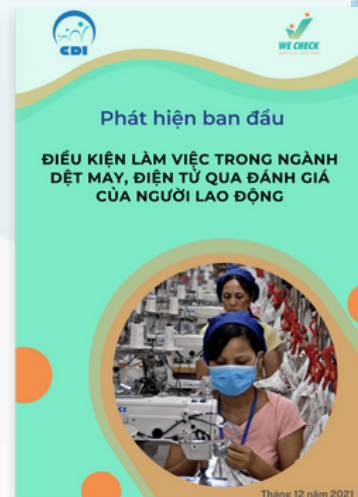 CDI
WE CHECK
Phát hiện ban đầu
ĐIỀU KIỆN LÀM VIỆC TRONG NGÀNH
DỆT MAY, ĐIỆN TỬ QUA ĐÁNH GIÁ
CỦA NGƯỜI LAO ĐỘNG
Tháng 12 năm 2021